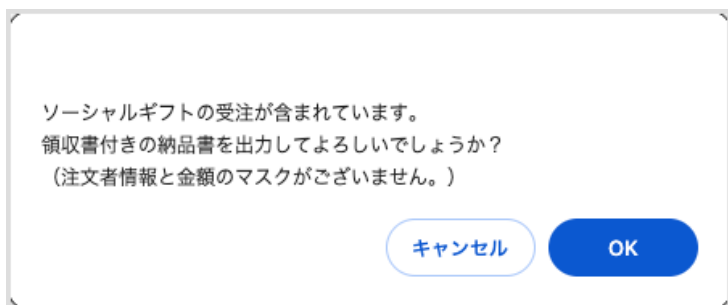 ソーシャルギフトの受注が含まれています。
領収書付きの納品書を出力してよろしいでしょうか？
（注文者情報と金額のマスクがございません。）
キャンセル
OK